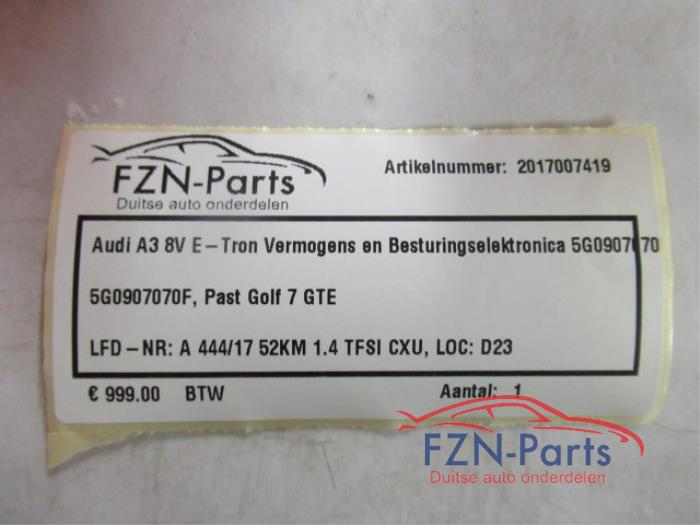 FZN-Parts
Duitse auto onderdelen
Artikelnummer: 2017007419
Audi A3 8V E-Tron Vermogens en Besturingselektronica 5G0907070
5G0907070F, Past Golf 7 GTE
LFD-NR: A 444/17 52KM 1.4 TFSI CXU, LOC: D23
€ 999.00 BTW Aantal: 1
FZN-Parts
Duitse auto onderdelen